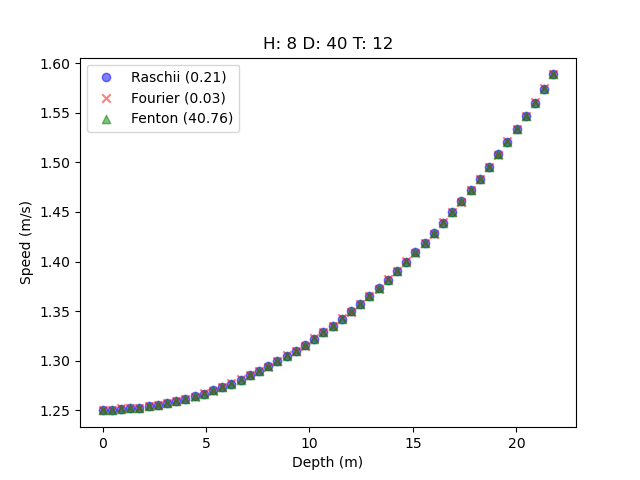 H: 8 D: 40 T: 12
Raschii (0.21)
Fourier (0.03)
Fenton (40.76)
1.60
1.55
1.50
1.45
1.40
1.35
1.30
1.25
Speed (m/s)
0
5
10
15
20
Depth (m)